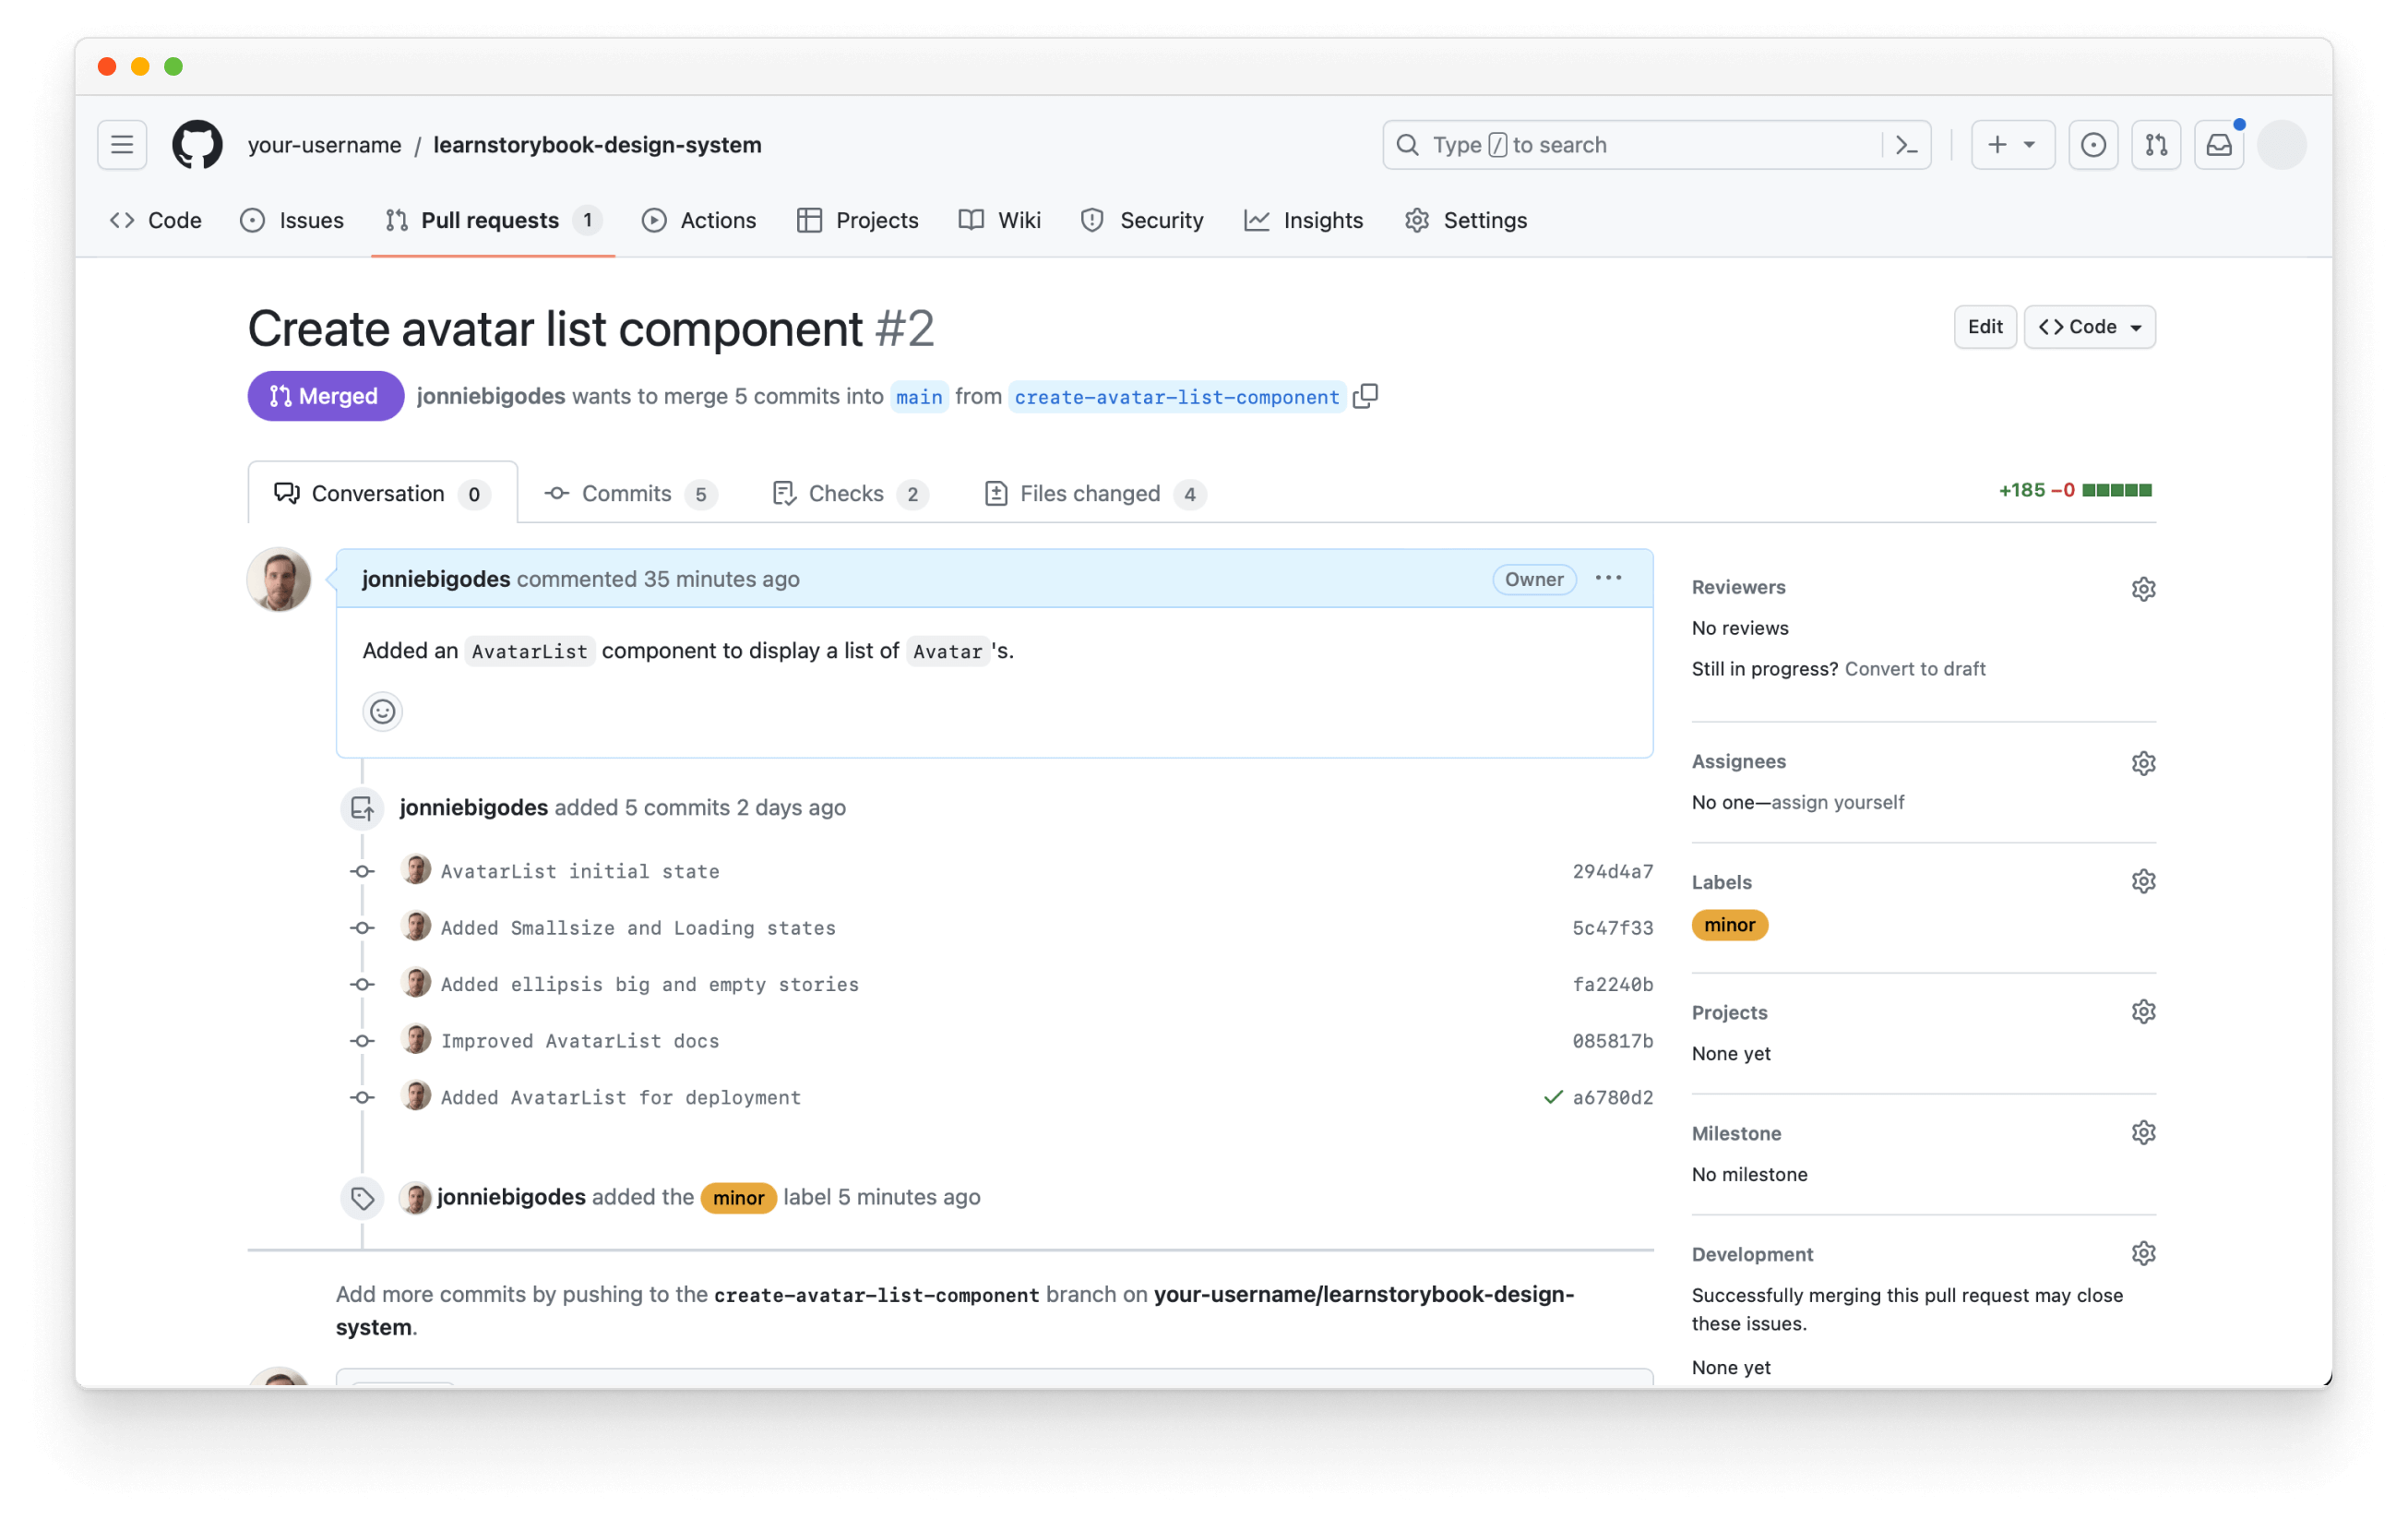 your-username / learnstorybook-design-system
Type / to search
Code Issues Pull requests 1 Actions Projects Wiki Security Insights Settings
Create avatar list component #2
Edit Code
Merged jonniebigodes wants to merge 5 commits into main from create-avatar-list-component
Conversation 0 Commits 5 Checks 2 Files changed 4
+185 −0
jonniebigodes commented 35 minutes ago Owner
Added an AvatarList component to display a list of Avatar's.
jonniebigodes added 5 commits 2 days ago
AvatarList initial state 294d4a7
Added Smallsize and Loading states 5c47f33
Added ellipsis big and empty stories fa2240b
Improved AvatarList docs 085817b
Added AvatarList for deployment a6780d2
jonniebigodes added the minor label 5 minutes ago
Add more commits by pushing to the create-avatar-list-component branch on your-username/learnstorybook-design-
system.
Reviewers
No reviews
Still in progress? Convert to draft
Assignees
No one—assign yourself
Labels
minor
Projects
None yet
Milestone
No milestone
Development
Successfully merging this pull request may close
these issues.
None yet